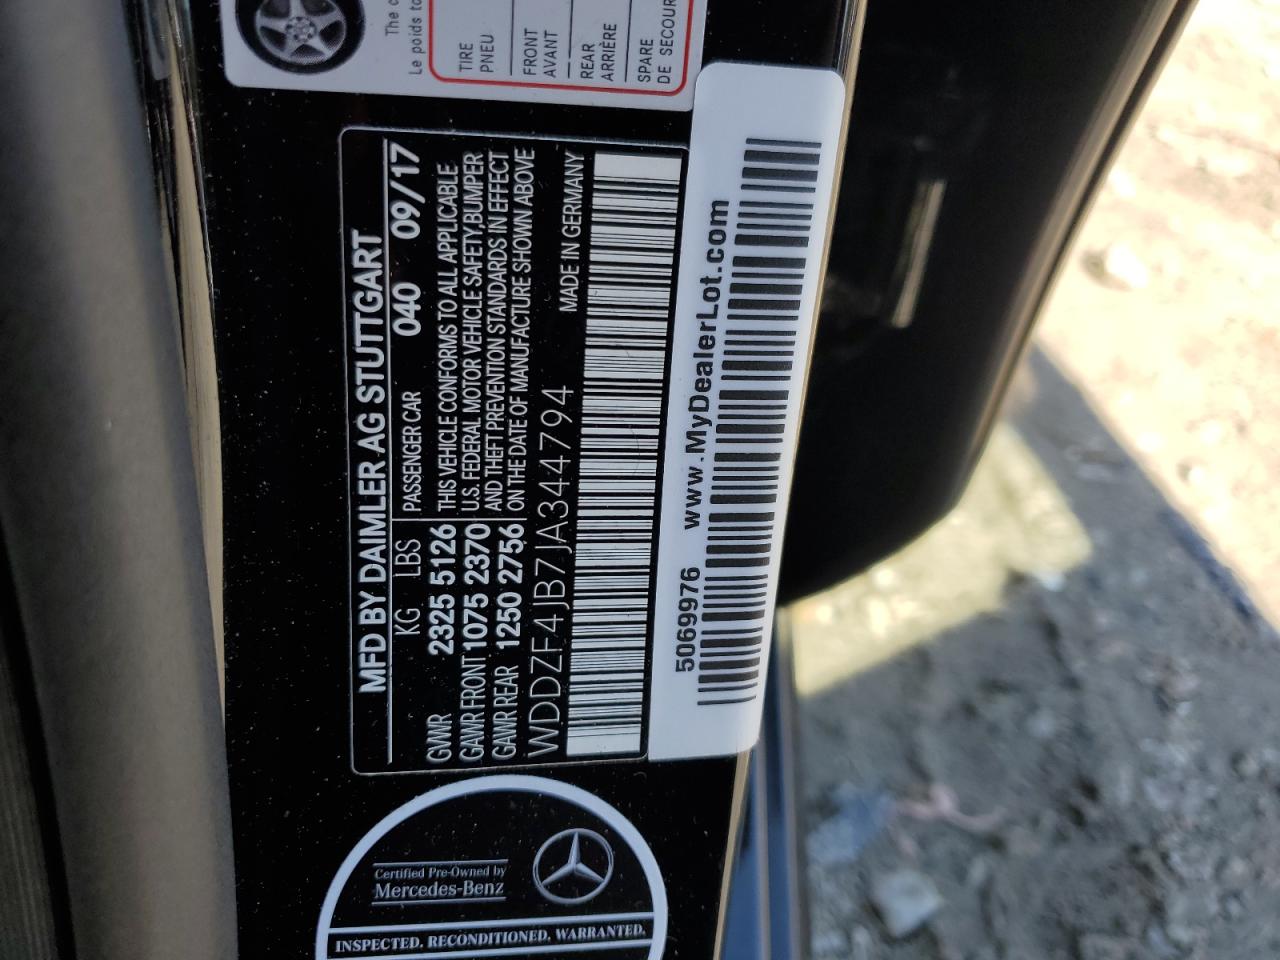 The
Le poids
TIRE
PNEU
FRONT
AVANT
REAR
ARRIÈRE
SPARE
DE SECOUR
MFD BY DAIMLER AG STUTTGART
KG LBS PASSENGER CAR 040 09/17
GVWR 2325 5126
GAWR FRONT 1075 2370
GAWR REAR 1250 2756
THIS VEHICLE CONFORMS TO ALL APPLICABLE
U.S. FEDERAL MOTOR VEHICLE SAFETY,BUMPER
AND THEFT PREVENTION STANDARDS IN EFFECT
ON THE DATE OF MANUFACTURE SHOWN ABOVE
WDDZF4JB7JA344794 MADE IN GERMANY
5069976 www.MyDealerLot.com
Certified Pre-Owned by
Mercedes-Benz
INSPECTED. RECONDITIONED. WARRANTED.